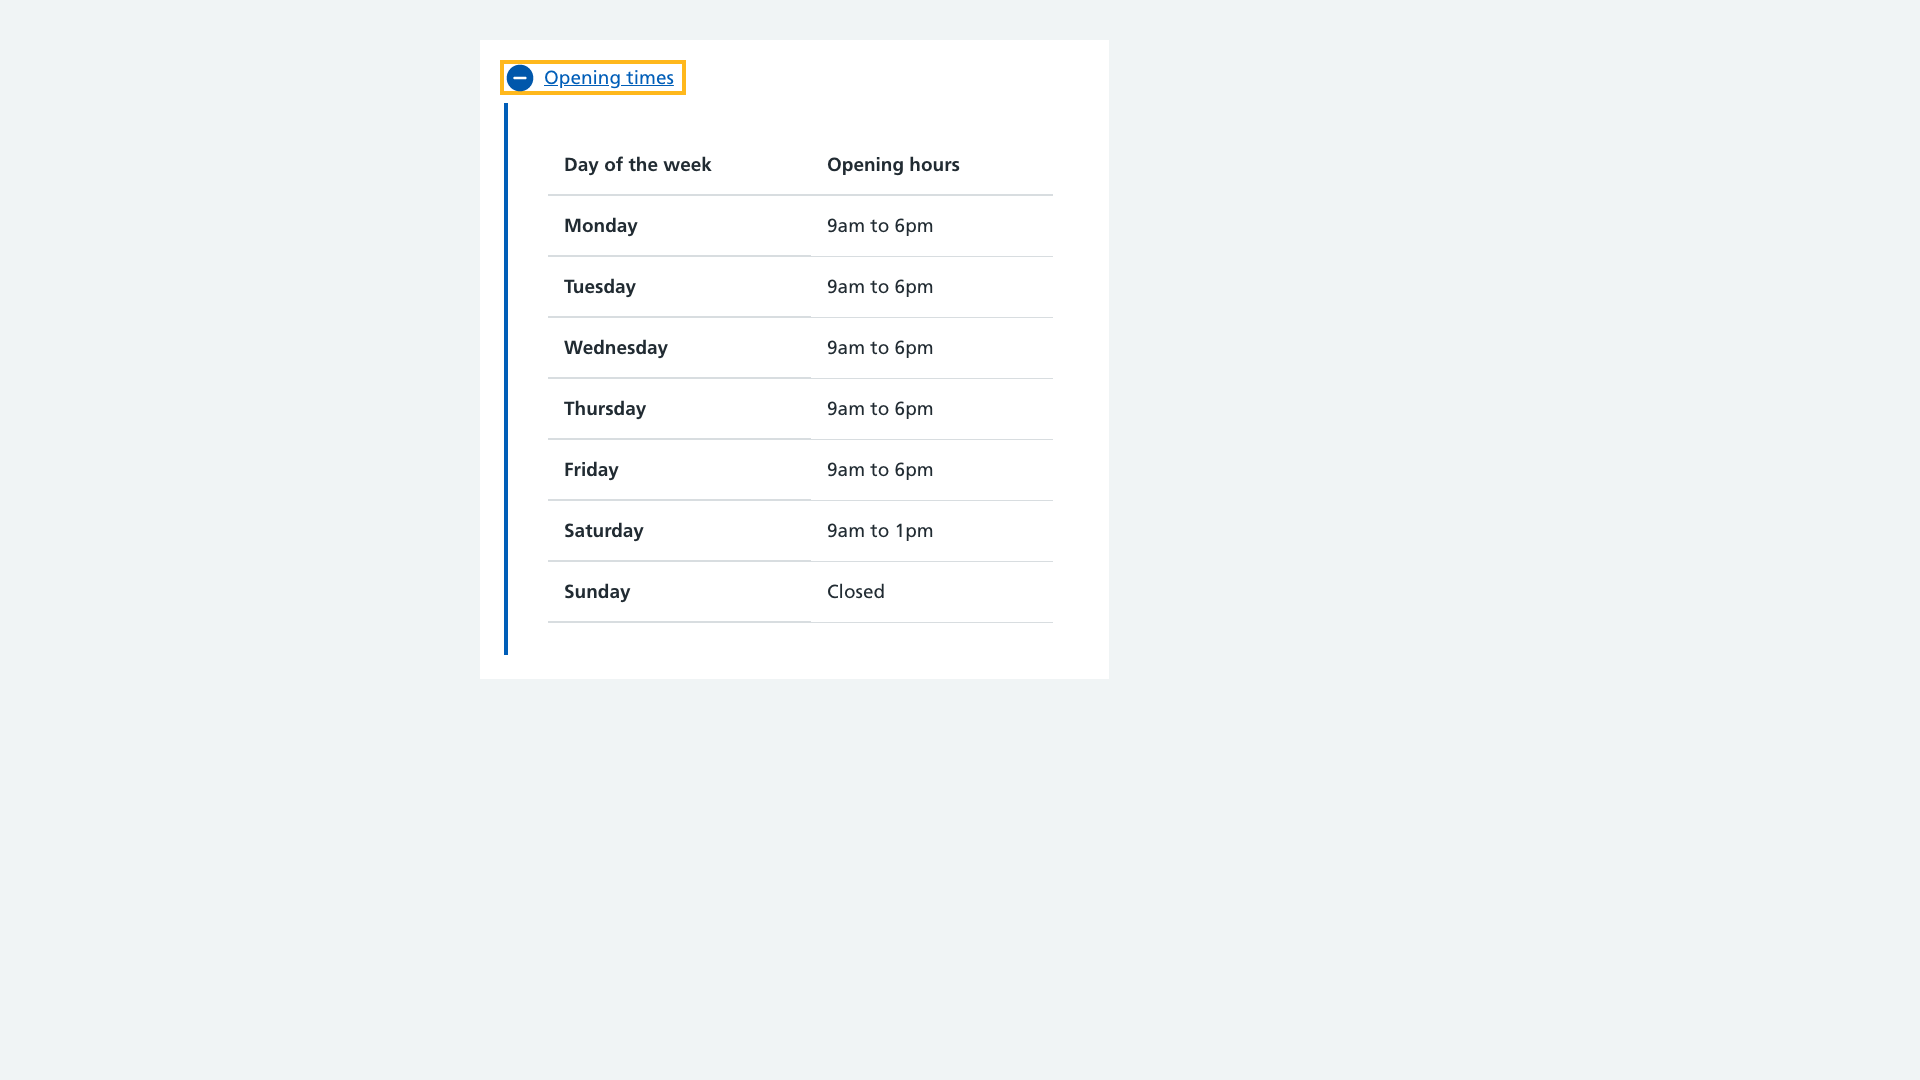 Opening times
Day of the week Opening hours
Monday 9am to 6pm
Tuesday 9am to 6pm
Wednesday 9am to 6pm
Thursday 9am to 6pm
Friday 9am to 6pm
Saturday 9am to 1pm
Sunday Closed